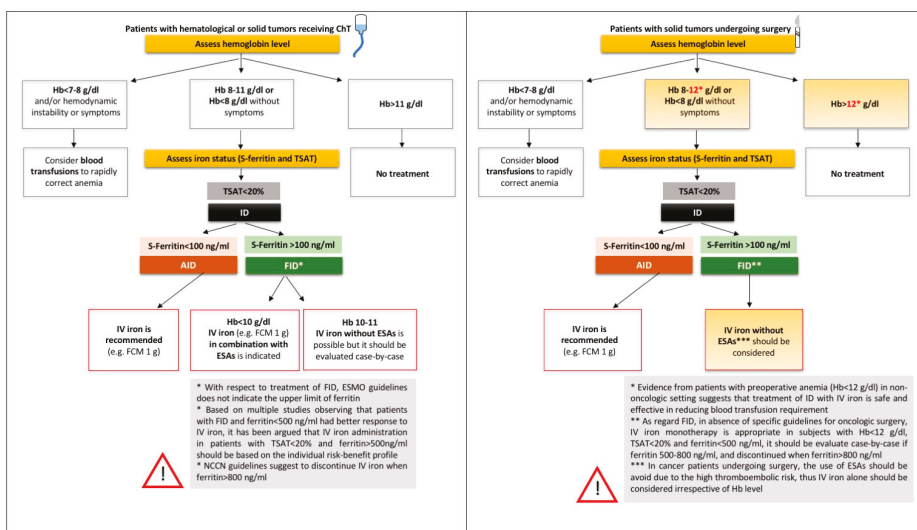 Patients with hematological or solid tumors receiving ChT
Assess hemoglobin level
Hb<7-8 g/dl
and/or hemodynamic
instability or symptoms
Hb 8-11 g/dl or
Hb<8 g/dl without
symptoms
Hb>11 g/dl
Consider blood
transfusions to rapidly
correct anemia
Assess iron status (S-ferritin and TSAT)
No treatment
TSAT<20%
ID
S-Ferritin<100 ng/ml
S-Ferritin >100 ng/ml
AID
FID*
IV iron is
recommended
(e.g. FCM 1 g)
Hb<10 g/dl
IV iron (e.g. FCM 1 g)
in combination with
ESAs is indicated
Hb 10-11
IV iron without ESAs is
possible but it should be
evaluated case-by-case
* With respect to treatment of FID, ESMO guidelines
does not indicate the upper limit of ferritin
* Based on multiple studies observing that patients
with FID and ferritin<500 ng/ml had better response to
IV iron, it has been argued that IV iron administration
in patients with TSAT<20% and ferritin>500ng/ml
should be based on the individual risk-benefit profile
* NCCN guidelines suggest to discontinue IV iron when
ferritin>800 ng/ml
Patients with solid tumors undergoing surgery
Assess hemoglobin level
Hb<7-8 g/dl
and/or hemodynamic
instability or symptoms
Hb 8-12* g/dl or
Hb<8 g/dl without
symptoms
Hb>12* g/dl
Consider blood
transfusions to rapidly
correct anemia
Assess iron status (S-ferritin and TSAT)
No treatment
TSAT<20%
ID
S-Ferritin<100 ng/ml
S-Ferritin >100 ng/ml
AID
FID**
IV iron is
recommended
(e.g. FCM 1 g)
IV iron without
ESAs*** should be
considered
* Evidence from patients with preoperative anemia (Hb<12 g/dl) in non-
oncologic setting suggests that treatment of ID with IV iron is safe and
effective in reducing blood transfusion requirement
** As regard FID, in absence of specific guidelines for oncologic surgery,
IV iron monotherapy is appropriate in subjects with Hb<12 g/dl,
TSAT<20% and ferritin<500 ng/ml, it should be evaluate case-by-case if
ferritin 500-800 ng/ml, and discontinued when ferritin>800 ng/ml
*** In cancer patients undergoing surgery, the use of ESAs should be
avoid due to the high thromboembolic risk, thus IV iron alone should be
considered irrespective of Hb level